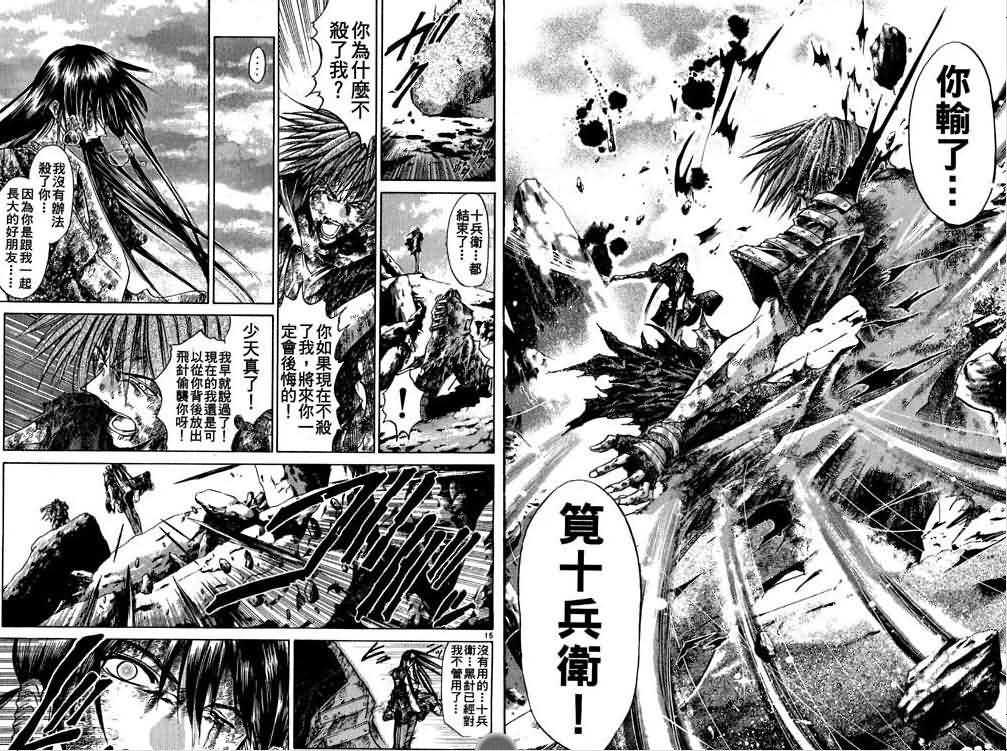 你輸了…
筧十兵衛！
十兵衛…都
結束了…
！
你為什麼不
殺了我？
你如果現在不殺
了我，將來你一
定會後悔的！
……
我沒有辦法
殺了你…
因為你是跟我一起
長大的好朋友……
少天真了！
我早就說過了！
現在的我還是可
以從你背後放出
飛針偷襲你呀！
沒有用的…十兵
衛…黑針已經對
我不管用了…
15